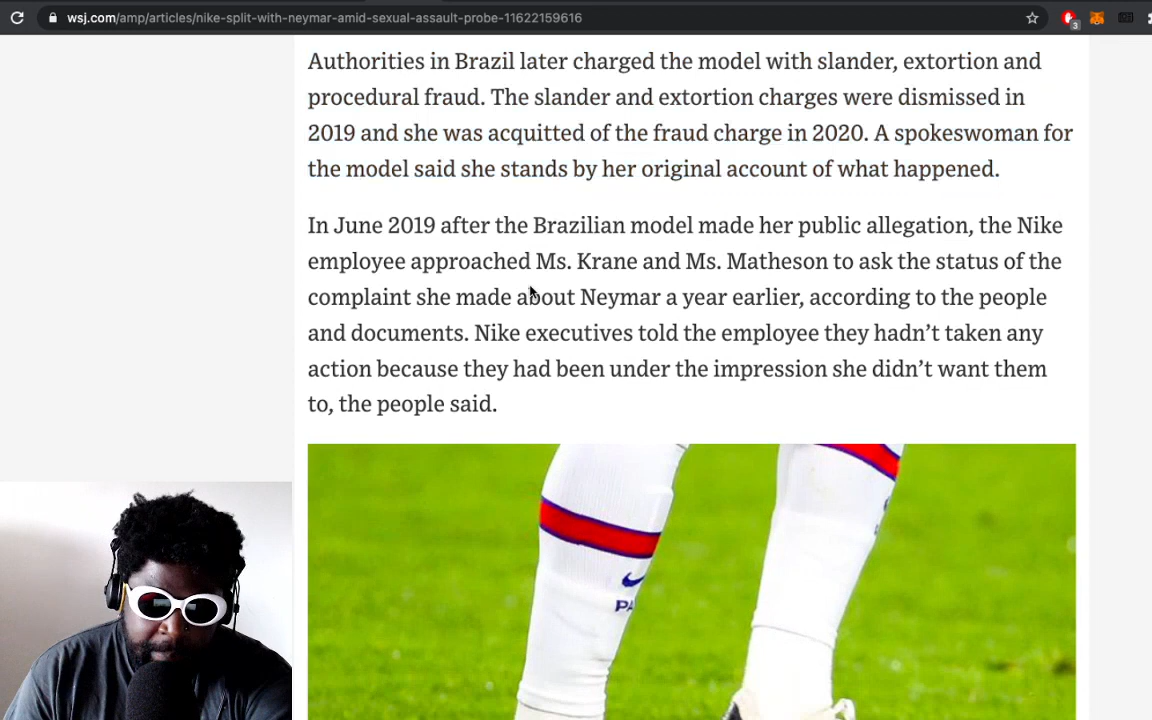 wsj.com/amp/articles/nike-split-with-neymar-amid-sexual-assault-probe-11622159616
3
Authorities in Brazil later charged the model with slander, extortion and
procedural fraud. The slander and extortion charges were dismissed in
2019 and she was acquitted of the fraud charge in 2020. A spokeswoman for
the model said she stands by her original account of what happened.
In June 2019 after the Brazilian model made her public allegation, the Nike
employee approached Ms. Krane and Ms. Matheson to ask the status of the
complaint she made about Neymar a year earlier, according to the people
and documents. Nike executives told the employee they hadn’t taken any
action because they had been under the impression she didn’t want them
to, the people said.
PA